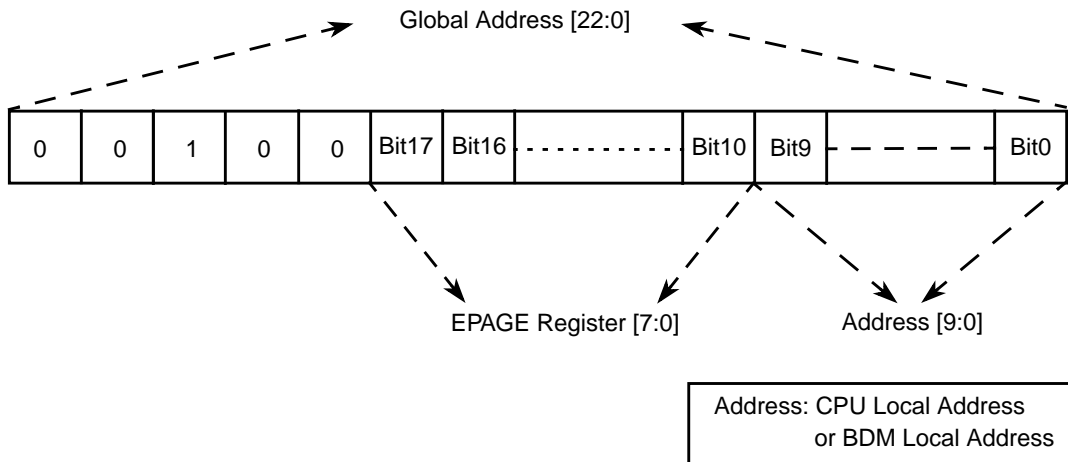 Global Address [22:0]
0 0 1 0 0 Bit17 Bit16 Bit10 Bit9 Bit0
EPAGE Register [7:0]
Address [9:0]
Address: CPU Local Address
or BDM Local Address